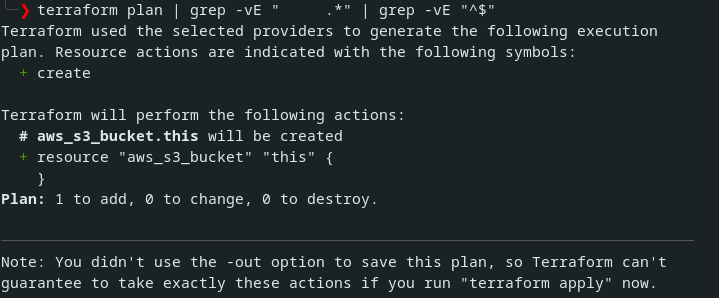 ❯ terraform plan | grep -vE "     .*" | grep -vE "^$"
Terraform used the selected providers to generate the following execution
plan. Resource actions are indicated with the following symbols:
  + create
Terraform will perform the following actions:
  # aws_s3_bucket.this will be created
  + resource "aws_s3_bucket" "this" {
    }
Plan: 1 to add, 0 to change, 0 to destroy.
Note: You didn't use the -out option to save this plan, so Terraform can't
guarantee to take exactly these actions if you run "terraform apply" now.